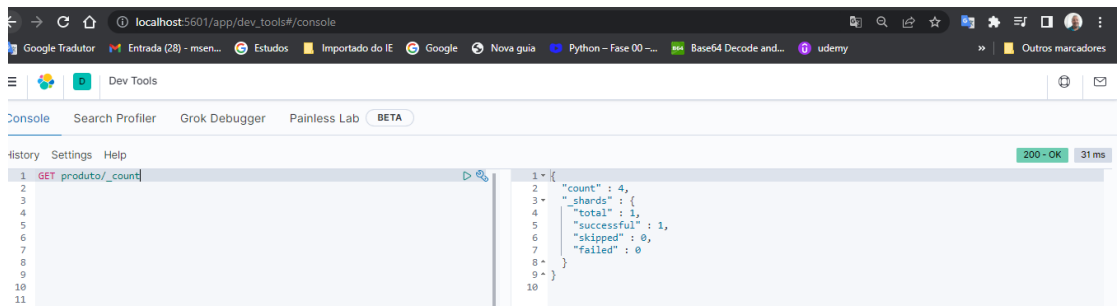 localhost:5601/app/dev_tools#/console
Google Tradutor Entrada (28) - msen... Estudos Importado do IE Google Nova guia Python – Fase 00 –... Base64 Decode and... udemy » Outros marcadores
D Dev Tools
Console Search Profiler Grok Debugger Painless Lab BETA
History Settings Help 200 - OK 31 ms
1 GET produto/_count
2
3
4
5
6
7
8
9
10
11
1 {
2 "count" : 4,
3 "_shards" : {
4 "total" : 1,
5 "successful" : 1,
6 "skipped" : 0,
7 "failed" : 0
8 }
9 }
10